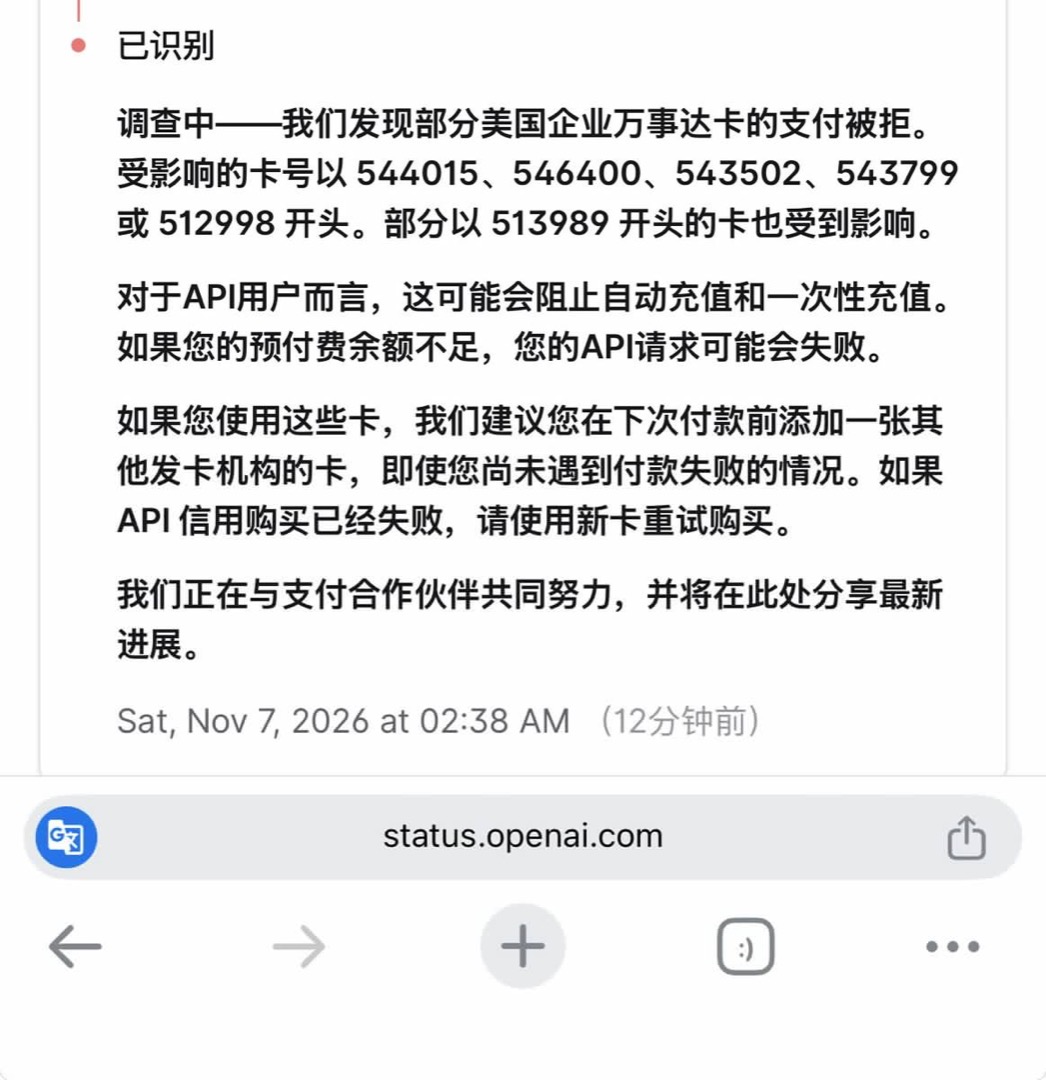 已识别
调查中——我们发现部分美国企业万事达卡的支付被拒。
受影响的卡号以 544015、546400、543502、543799
或 512998 开头。部分以 513989 开头的卡也受到影响。
对于API用户而言，这可能会阻止自动充值和一次性充值。
如果您的预付费余额不足，您的API请求可能会失败。
如果您使用这些卡，我们建议您在下次付款前添加一张其
他发卡机构的卡，即使您尚未遇到付款失败的情况。如果
API 信用购买已经失败，请使用新卡重试购买。
我们正在与支付合作伙伴共同努力，并将在此处分享最新
进展。
Sat, Nov 7, 2026 at 02:38 AM （12分钟前）
status.openai.com
:)